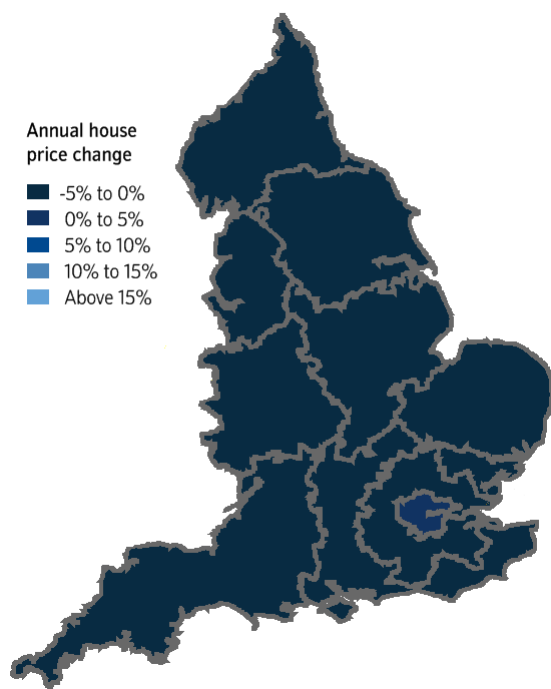 Annual house
price change
-5% to 0%
0% to 5%
5% to 10%
10% to 15%
Above 15%